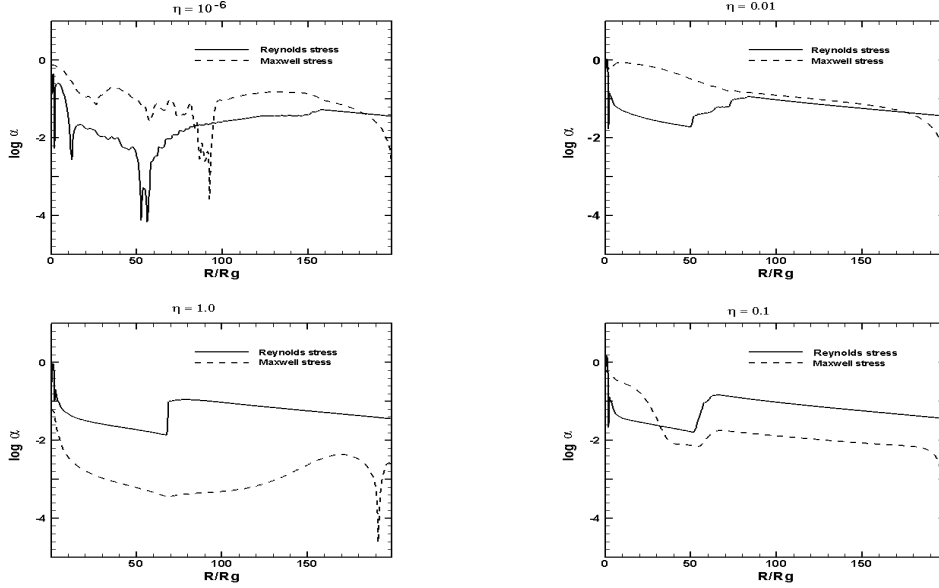 η = 10⁻⁶
Reynolds stress
Maxwell stress
0
-2
-4
log α
0
50
100
150
R/Rg
η = 0.01
Reynolds stress
Maxwell stress
0
-2
-4
log α
0
50
100
150
R/Rg
η = 1.0
Reynolds stress
Maxwell stress
0
-2
-4
log α
0
50
100
150
R/Rg
η = 0.1
Reynolds stress
Maxwell stress
0
-2
-4
log α
0
50
100
150
R/Rg